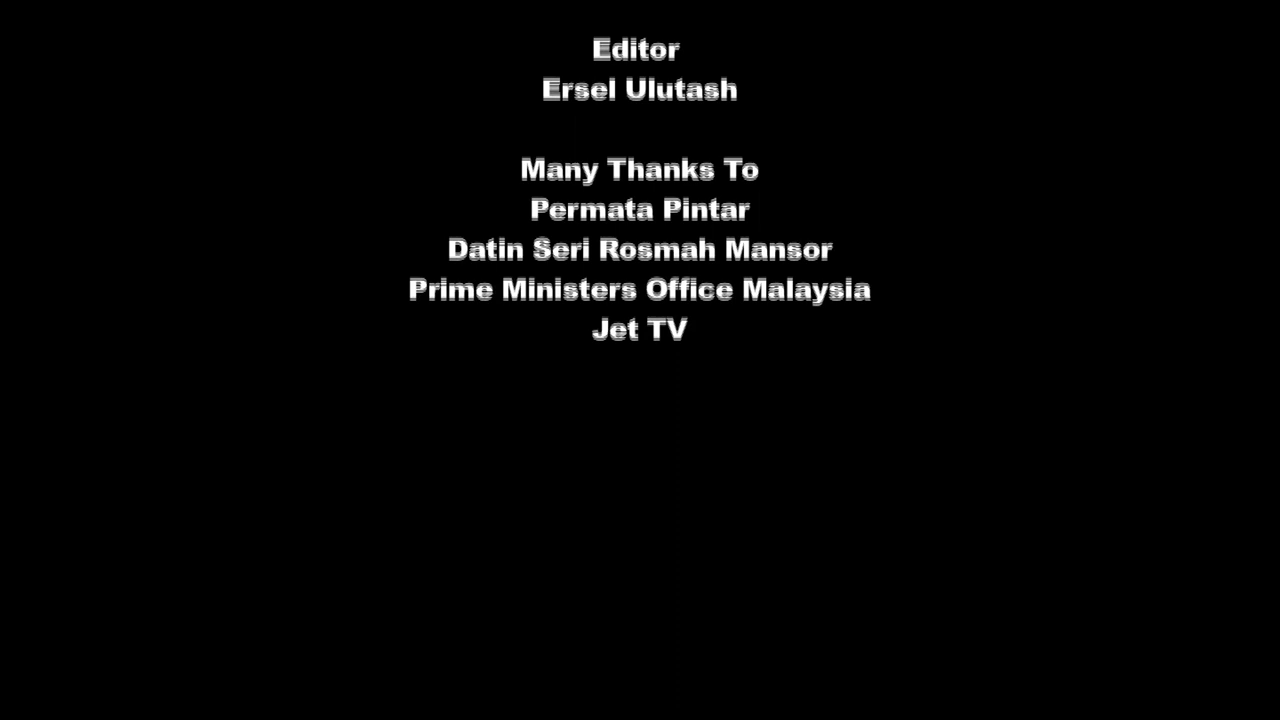 Editor
Ersel Ulutash
Many Thanks To
Permata Pintar
Datin Seri Rosmah Mansor
Prime Ministers Office Malaysia
Jet TV